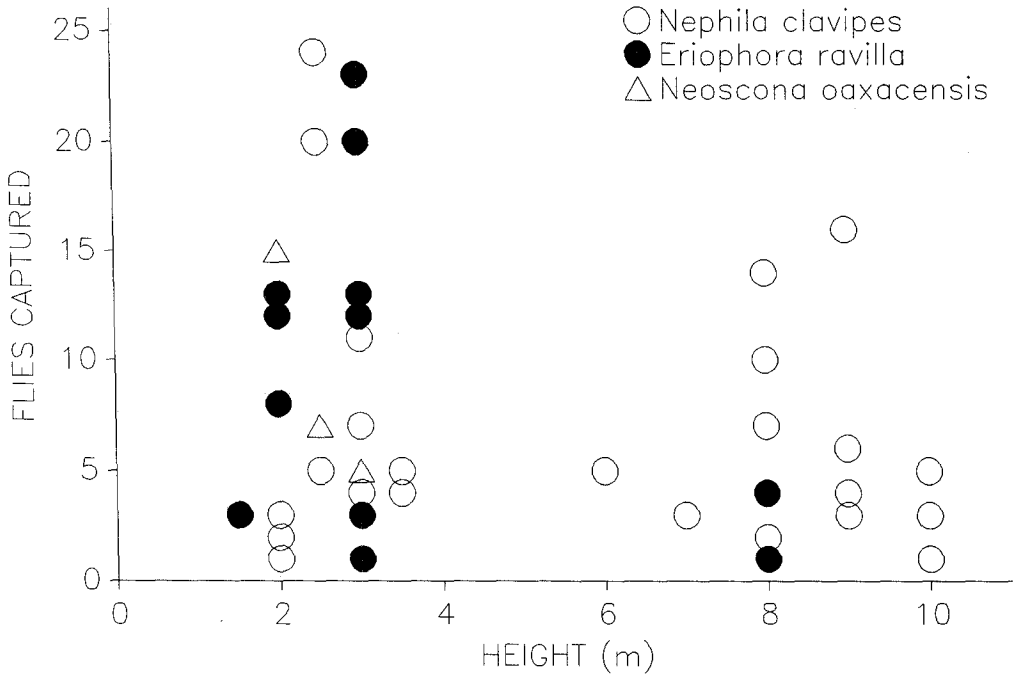 Nephila clavipes
Eriophora ravilla
Neoscona oaxacensis
25
20
15
10
5
0
FLIES CAPTURED
0 2 4 6 8 10
HEIGHT (m)